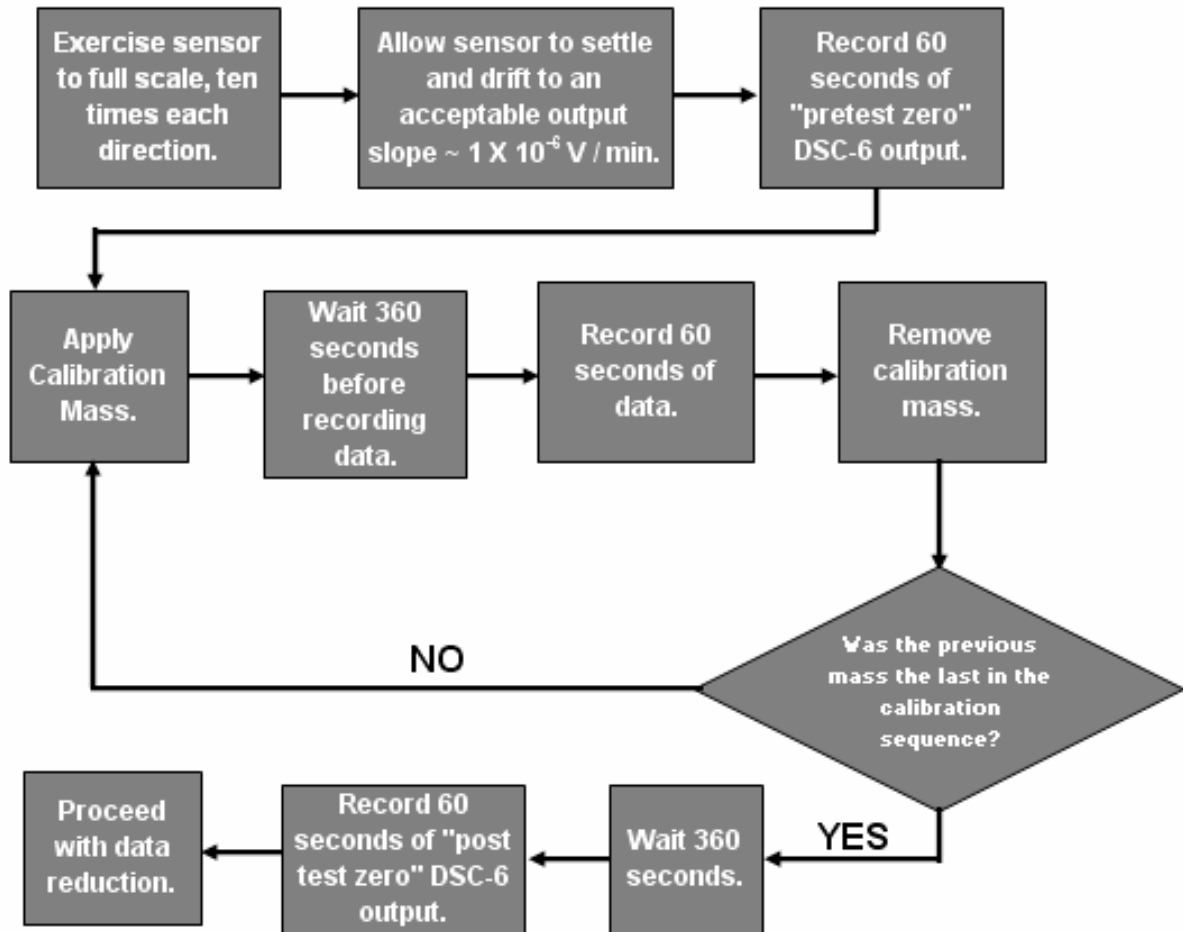 Exercise sensor
to full scale, ten
times each
direction.
Allow sensor to settle
and drift to an
acceptable output
slope ~ 1 X 10⁻⁶ V / min.
Record 60
seconds of
"pretest zero"
DSC-6 output.
Apply
Calibration
Mass.
Wait 360
seconds
before
recording
data.
Record 60
seconds of
data.
Remove
calibration
mass.
Was the previous
mass the last in the
calibration
sequence?
NO
YES
Wait 360
seconds.
Record 60
seconds of "post
test zero" DSC-6
output.
Proceed
with data
reduction.